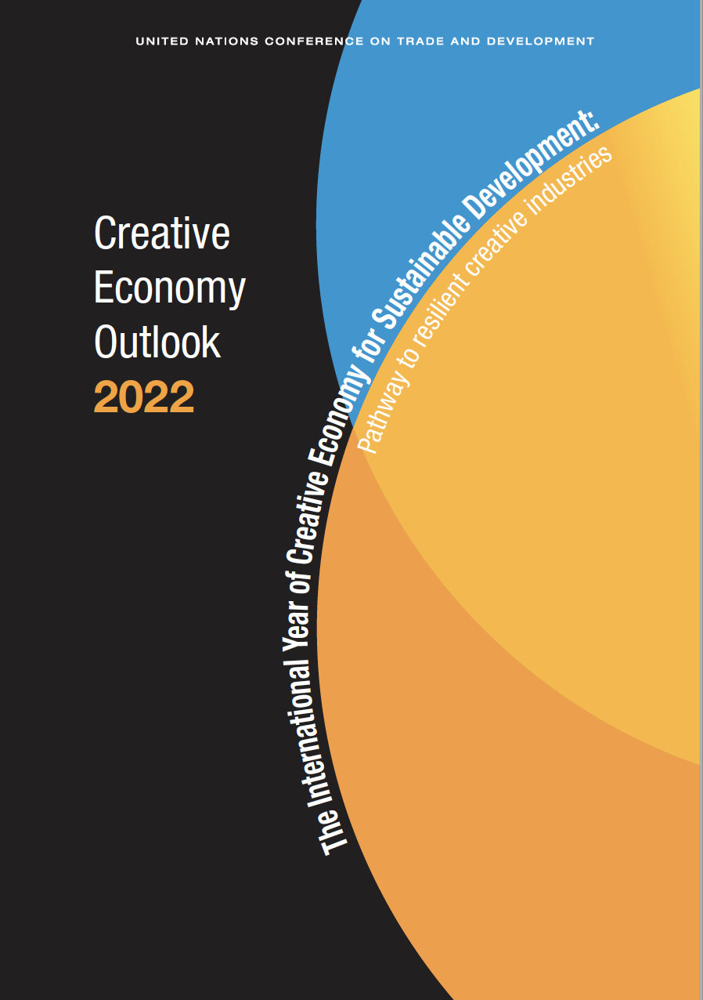 UNITED NATIONS CONFERENCE ON TRADE AND DEVELOPMENT
Creative
Economy
Outlook
2022
The International Year of Creative Economy for Sustainable Development:
Pathway to resilient creative industries